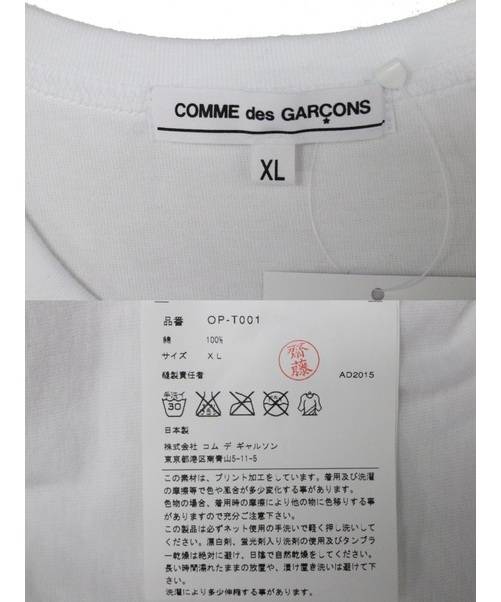 COMME des GARÇONS
XL
品番 OP-T001
綿 100%
サイズ XL
縫製責任者
齋藤
AD2015
手洗イ
30
日本製
株式会社 コム デ ギャルソン
東京都港区南青山5-11-5
この素材は、プリント加工をしています。着用及び洗濯
の摩擦等で色や風合が多少変化する事があります。
色物の場合、着用時の摩擦により他の物に色移りする事
がありますので充分ご注意下さい。
この製品は必ずネット使用の手洗いで軽く押し洗いして
てください。漂白剤、蛍光剤入り洗剤の使用及びタンブラ
ー乾燥は絶対に避け、日陰で自然乾燥をしてください。
長い時間濡れたままの放置や、漬け置き洗いは避けて
ください。
洗濯により多少伸縮する事があります。